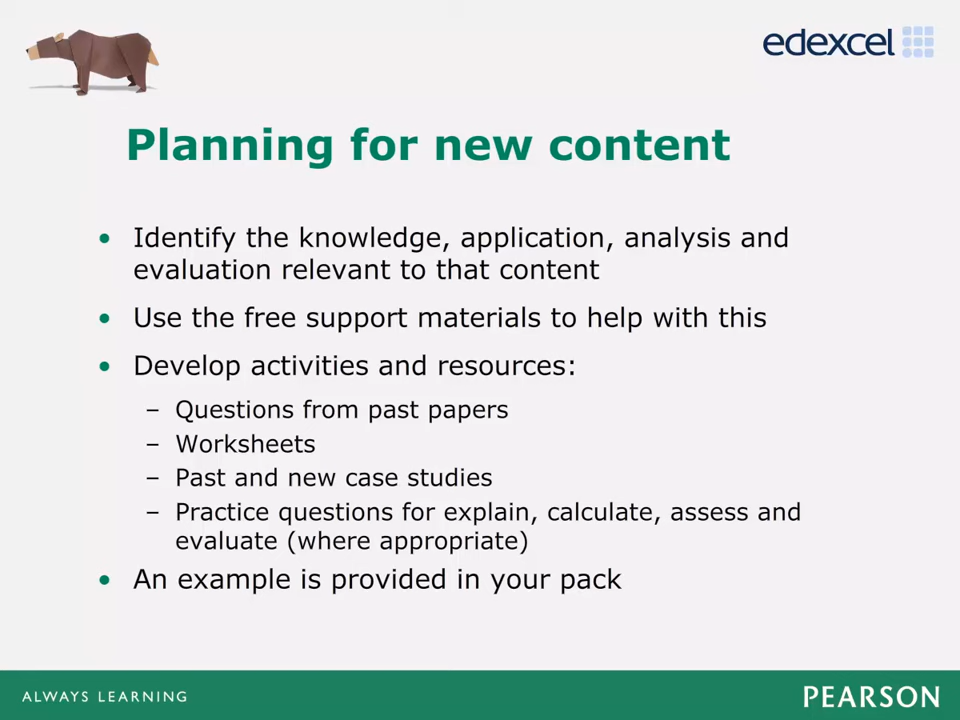 edexcel
Planning for new content
• Identify the knowledge, application, analysis and
evaluation relevant to that content
• Use the free support materials to help with this
• Develop activities and resources:
– Questions from past papers
– Worksheets
– Past and new case studies
– Practice questions for explain, calculate, assess and
evaluate (where appropriate)
• An example is provided in your pack
ALWAYS LEARNING
PEARSON